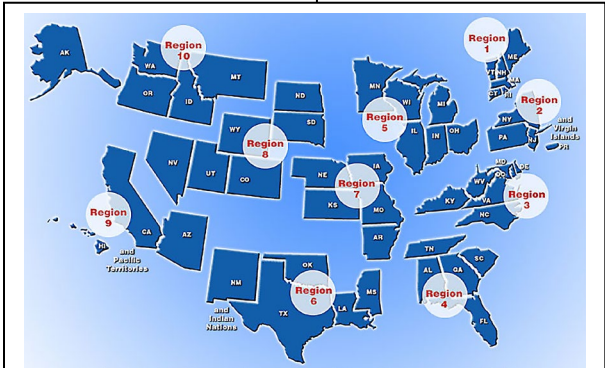 Region
1
ME
VT
NH
MA
CT
RI
Region
2
and Virgin
Islands
NY
PA
NJ
PR
Region
3
MD
DE
DC
WV
VA
KY
NC
Region
4
TN
SC
AL
GA
FL
Region
5
MN
WI
MI
IL
IN
OH
Region
6
OK
NM
TX
LA
MS
and
Indian
Nations
Region
7
IA
NE
KS
MO
AR
Region
8
ND
SD
WY
UT
CO
Region
9
NV
CA
AZ
HI
and Pacific
Territories
Region
10
AK
WA
MT
OR
ID